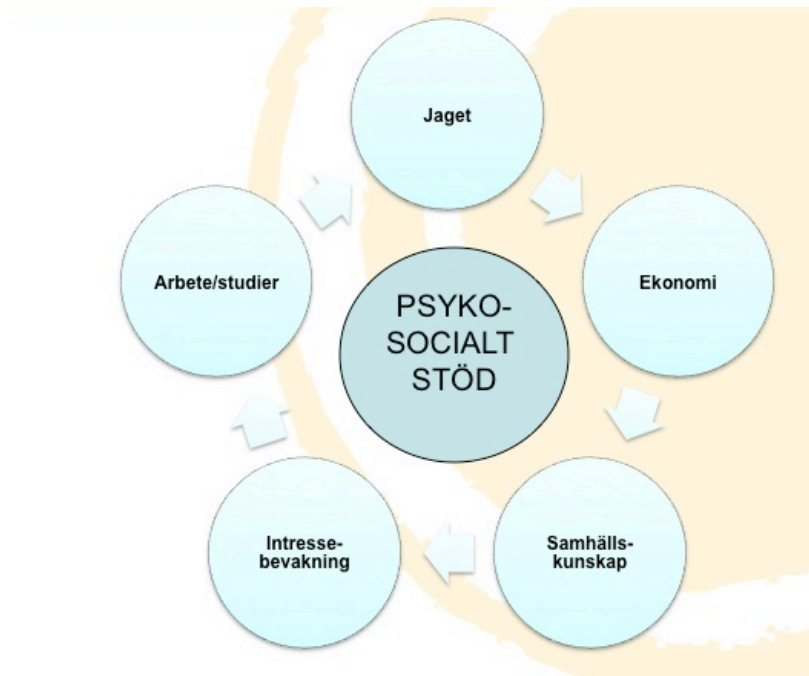 Jaget
Arbete/studier
Ekonomi
PSYKO-
SOCIALT
STÖD
Intresse-
bevakning
Samhälls-
kunskap